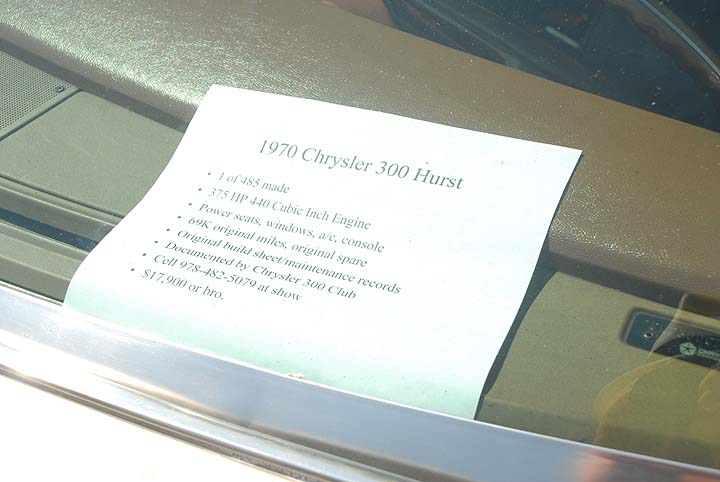 1970 Chrysler 300 Hurst
• 1 of 485 made
• 375 HP 440 Cubic Inch Engine
• Power seats, windows, a/c, console
• 69K original miles, original spare
• Original build sheet/maintenance records
• Documented by Chrysler 300 Club
• Cell 978-482-5079 at show
• $17,900 or bro.